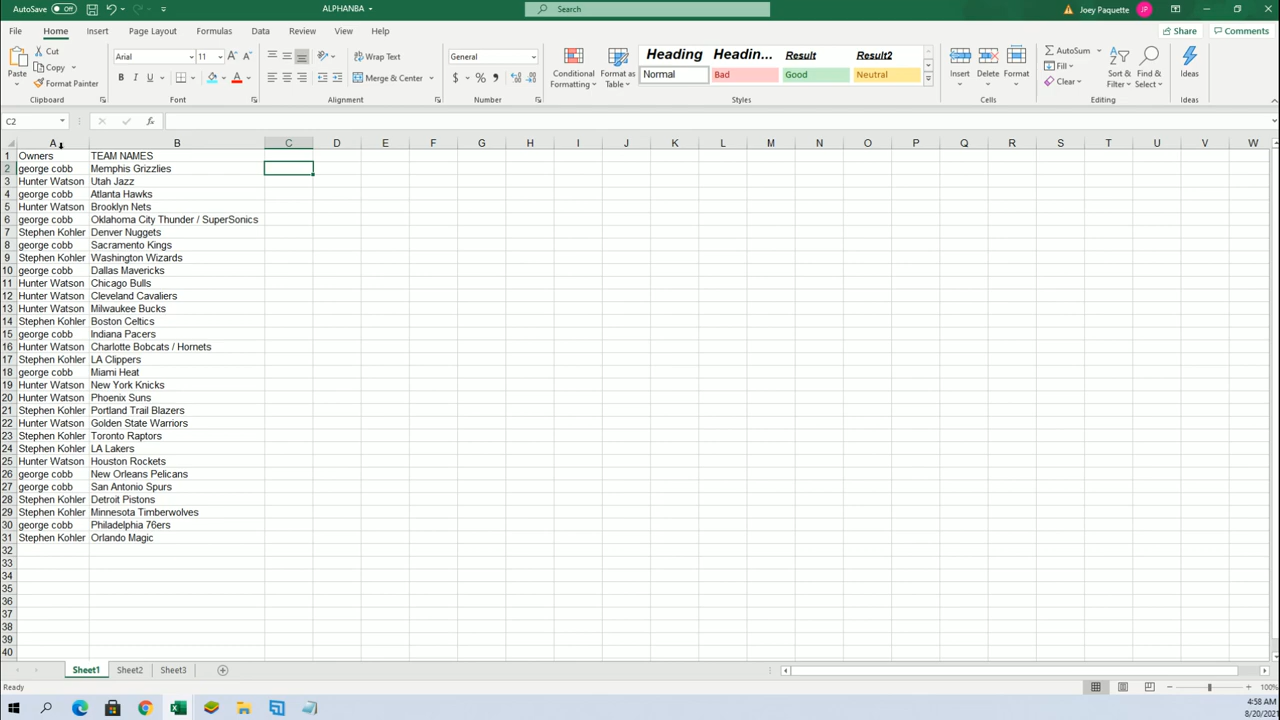 AutoSave Off ALPHANBA Search Joey Paquette JP
File Home Insert Page Layout Formulas Data Review View Help Share Comments
Paste Cut Copy Format Painter Clipboard
Arial 11 A A B I U A Font
ab Wrap Text Merge & Center Alignment
General $ % 9 Number
Conditional Formatting Format as Table
Heading Headin... Result Result2
Normal Bad Good Neutral
Styles
Insert Delete Format Cells
AutoSum Fill Clear Sort & Filter Find & Select Editing
Ideas Ideas
C2 fx
A B C D E F G H I J K L M N O P Q R S T U V W
1 Owners TEAM NAMES
2 george cobb Memphis Grizzlies
3 Hunter Watson Utah Jazz
4 george cobb Atlanta Hawks
5 Hunter Watson Brooklyn Nets
6 george cobb Oklahoma City Thunder / SuperSonics
7 Stephen Kohler Denver Nuggets
8 george cobb Sacramento Kings
9 Stephen Kohler Washington Wizards
10 george cobb Dallas Mavericks
11 Hunter Watson Chicago Bulls
12 Hunter Watson Cleveland Cavaliers
13 Hunter Watson Milwaukee Bucks
14 Stephen Kohler Boston Celtics
15 george cobb Indiana Pacers
16 Hunter Watson Charlotte Bobcats / Hornets
17 Stephen Kohler LA Clippers
18 george cobb Miami Heat
19 Hunter Watson New York Knicks
20 Hunter Watson Phoenix Suns
21 Stephen Kohler Portland Trail Blazers
22 Hunter Watson Golden State Warriors
23 Stephen Kohler Toronto Raptors
24 Stephen Kohler LA Lakers
25 Hunter Watson Houston Rockets
26 george cobb New Orleans Pelicans
27 george cobb San Antonio Spurs
28 Stephen Kohler Detroit Pistons
29 Stephen Kohler Minnesota Timberwolves
30 george cobb Philadelphia 76ers
31 Stephen Kohler Orlando Magic
32
33
34
35
36
37
38
39
40
Sheet1 Sheet2 Sheet3
Ready 100%
4:58 AM